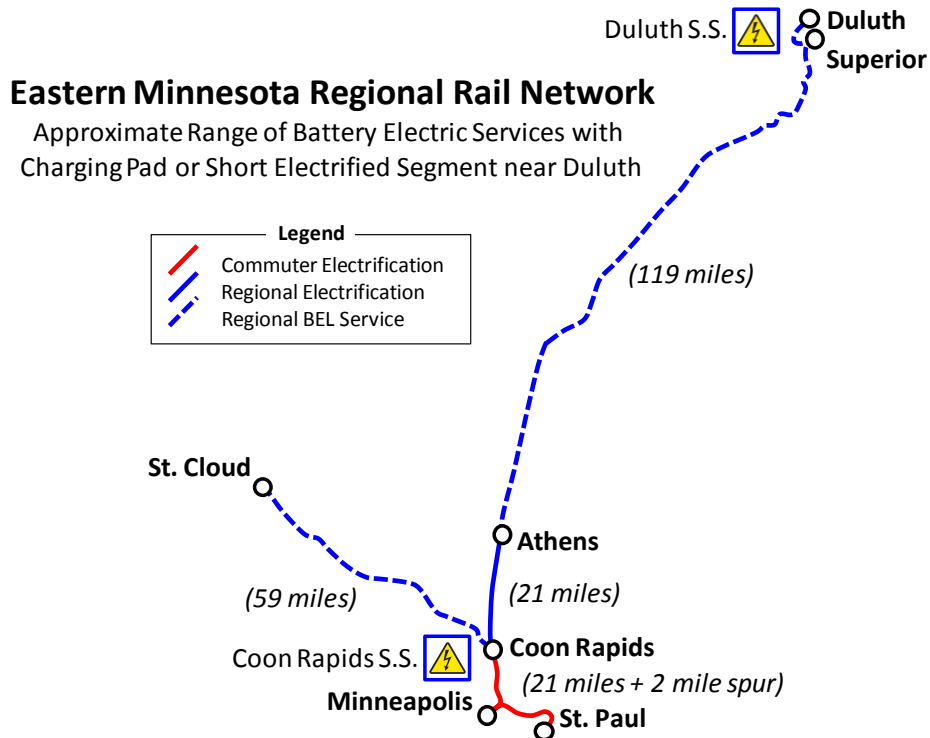 Duluth S.S.
Duluth
Superior
Eastern Minnesota Regional Rail Network
Approximate Range of Battery Electric Services with
Charging Pad or Short Electrified Segment near Duluth
Legend
Commuter Electrification
Regional Electrification
Regional BEL Service
(119 miles)
St. Cloud
Athens
(59 miles)
(21 miles)
Coon Rapids S.S.
Coon Rapids
(21 miles + 2 mile spur)
Minneapolis
St. Paul